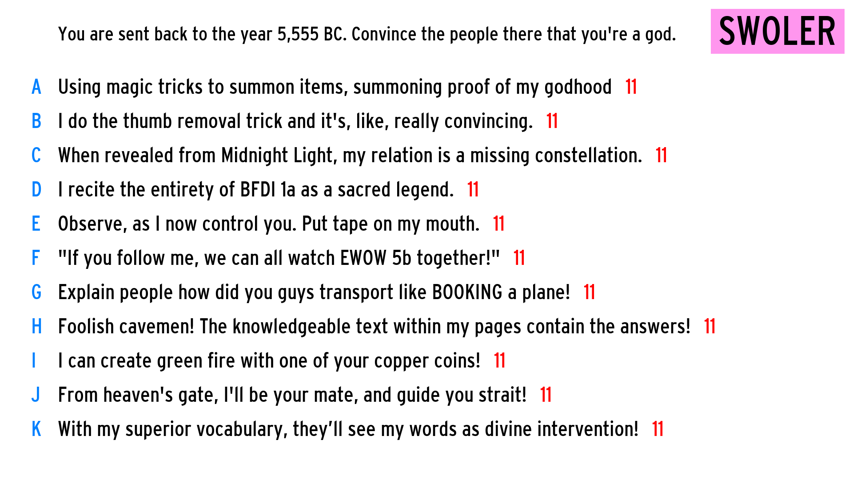 You are sent back to the year 5,555 BC. Convince the people there that you're a god.
SWOLER
A Using magic tricks to summon items, summoning proof of my godhood 11
B I do the thumb removal trick and it's, like, really convincing. 11
C When revealed from Midnight Light, my relation is a missing constellation. 11
D I recite the entirety of BFDI 1a as a sacred legend. 11
E Observe, as I now control you. Put tape on my mouth. 11
F "If you follow me, we can all watch EWOW 5b together!" 11
G Explain people how did you guys transport like BOOKING a plane! 11
H Foolish cavemen! The knowledgeable text within my pages contain the answers! 11
I I can create green fire with one of your copper coins! 11
J From heaven's gate, I'll be your mate, and guide you strait! 11
K With my superior vocabulary, they’ll see my words as divine intervention! 11